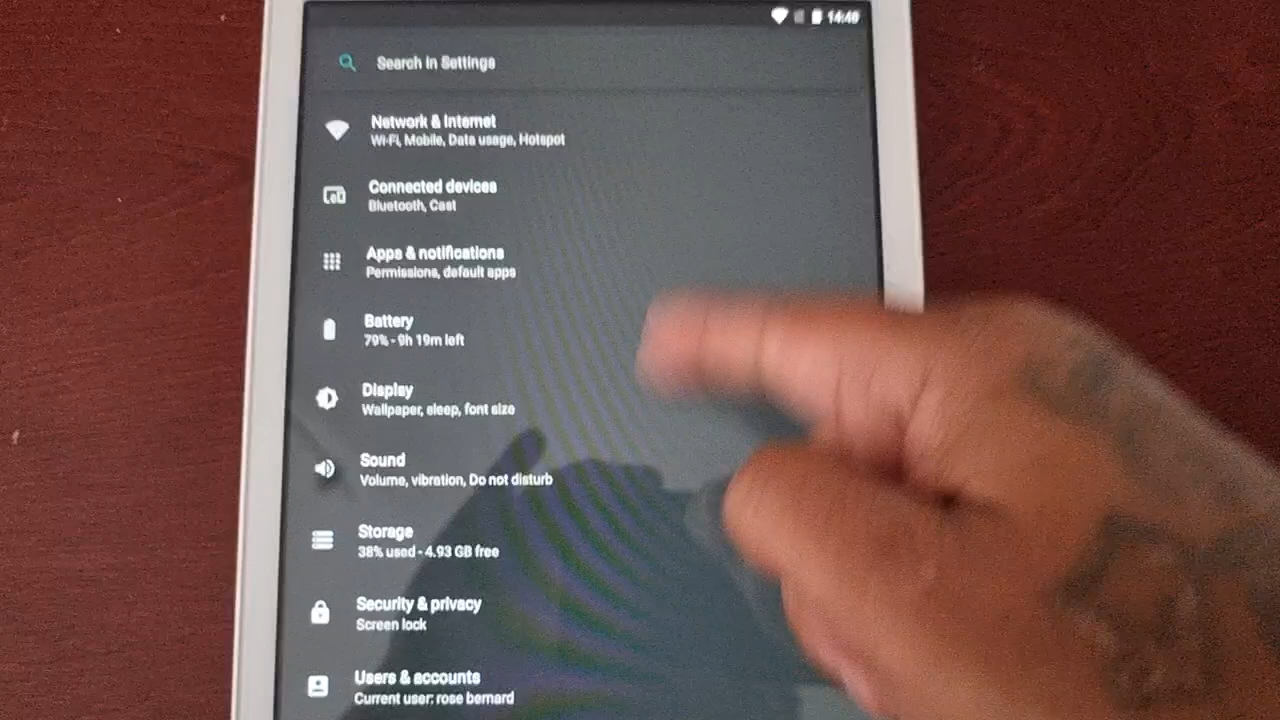 14:46
Search in Settings
Network & Internet
Wi-Fi, Mobile, Data usage, Hotspot
Connected devices
Bluetooth, Cast
Apps & notifications
Permissions, default apps
Battery
79% - 9h 19m left
Display
Wallpaper, sleep, font size
Sound
Volume, vibration, Do not disturb
Storage
38% used - 4.93 GB free
Security & privacy
Screen lock
Users & accounts
Current user: rose bernard